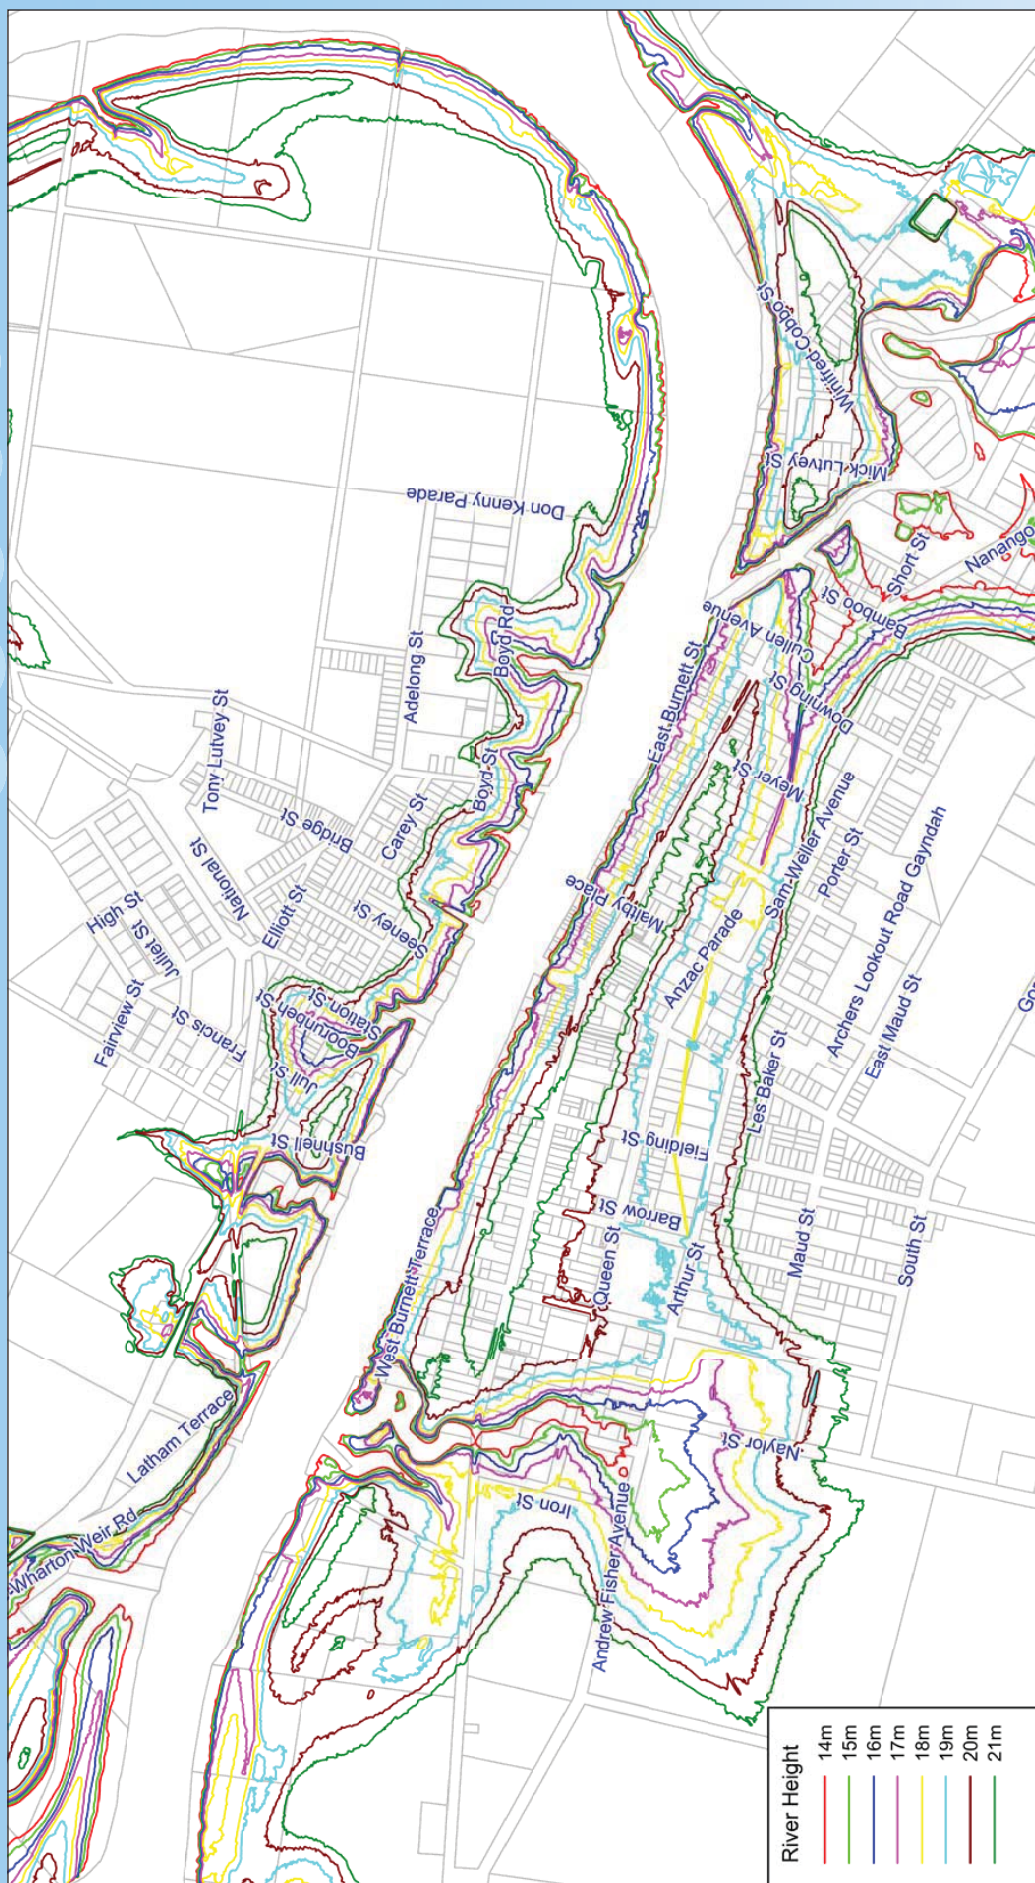 Don Kenny Parade
Adelong St
Boyd Rd
Tony Lutvey St
Boyd St
Carey St
Bridge St
National St
High St
Juliet St
Elliott St
Seeney St
Fairview St
Francis St
Station St
Boomunbeh St
Jull St
Bushnell St
Latham Terrace
Wharton Weir Rd
Winifred Cobbo St
Mick Lutvey St
Short St
Nanango
Bamboo St
Bamboo St
Cullen Avenue
Downing St
East Burnett St
Meyer St
Sam Weller Avenue
Porter St
Archers Lookout Road Gayndah
Maltby Place
Anzac Parade
East Maud St
Gor
Les Baker St
Fielding St
Barrow St
Queen St
Arthur St
Maud St
South St
West Burnett Terrace
Naylor St
Iron St
Andrew Fisher Avenue
River Height
14m
15m
16m
17m
18m
19m
20m
21m